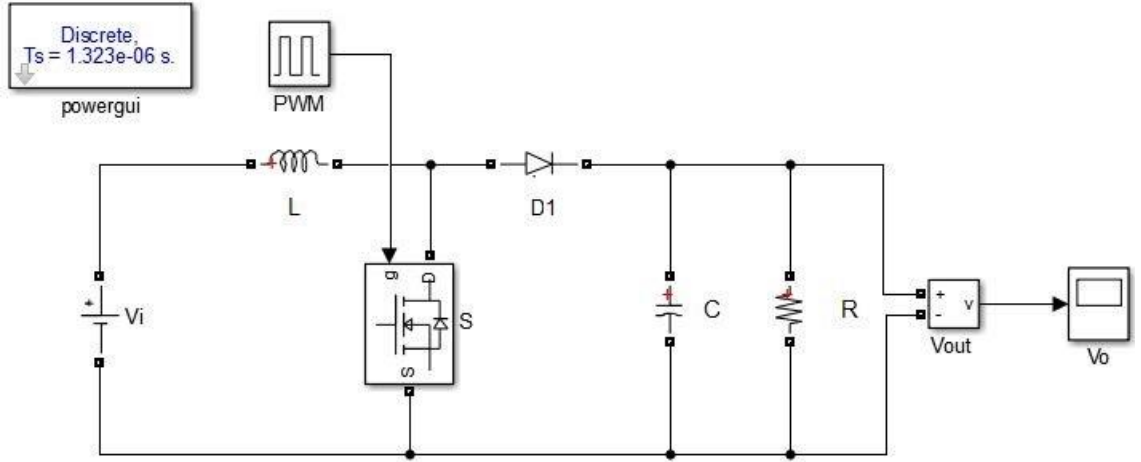 Discrete,
Ts = 1.323e-06 s.
powergui
PWM
L
D1
Vi
g
D
S
S
C
R
+
-
v
Vout
Vo